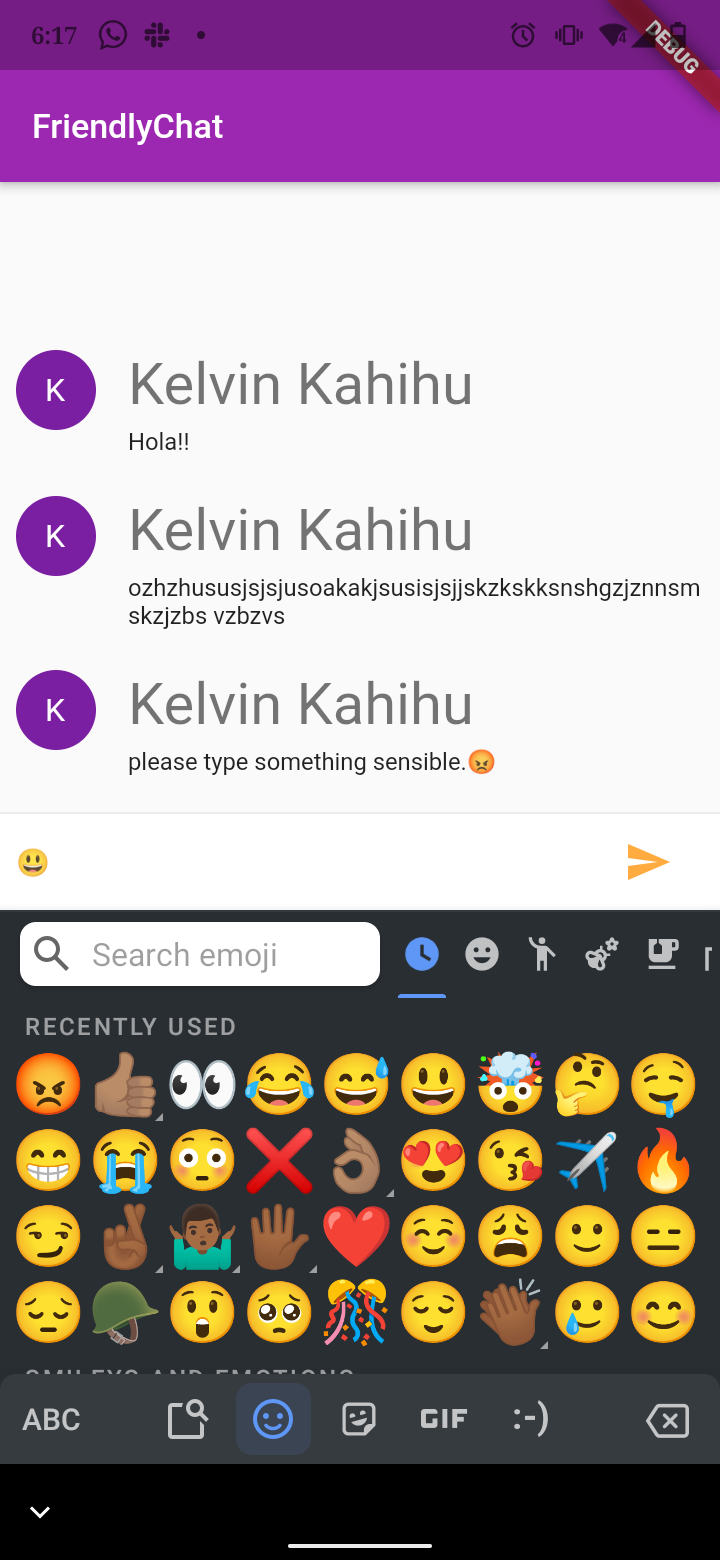 6:17
DEBUG
FriendlyChat
K
Kelvin Kahihu
Hola!!
K
Kelvin Kahihu
ozhzhususjsjsjusoakakjsusisjsjjskzkskksnshgzjznnsm
skzjzbs vzbzvs
K
Kelvin Kahihu
please type something sensible.😡
😃
Search emoji
RECENTLY USED
SMILEYS AND EMOTIONS
ABC
GIF
:-)